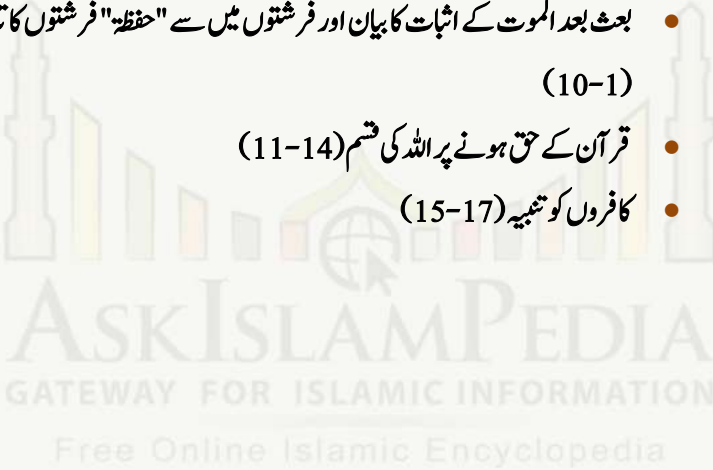 بعث بعد الموت کے اثبات کا بیان اور فرشتوں میں سے "حفظة" فرشتوں کا
(1-10)
قرآن کے حق ہونے پر اللہ کی قسم (11-14)
کافروں کو تنبیہ (15-17)
ASKISLAMPEDIA
GATEWAY FOR ISLAMIC INFORMATION
Free Online Islamic Encyclopedia